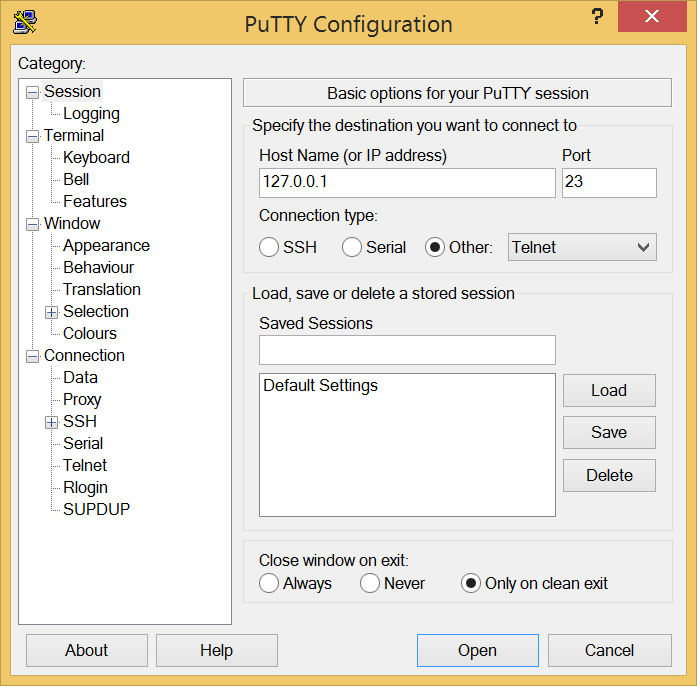 PuTTY Configuration
?
Category:
Session
Logging
Terminal
Keyboard
Bell
Features
Window
Appearance
Behaviour
Translation
Selection
Colours
Connection
Data
Proxy
SSH
Serial
Telnet
Rlogin
SUPDUP
Basic options for your PuTTY session
Specify the destination you want to connect to
Host Name (or IP address) Port
127.0.0.1 23
Connection type:
SSH Serial Other: Telnet
Load, save or delete a stored session
Saved Sessions
Default Settings
Load
Save
Delete
Close window on exit:
Always Never Only on clean exit
About Help Open Cancel